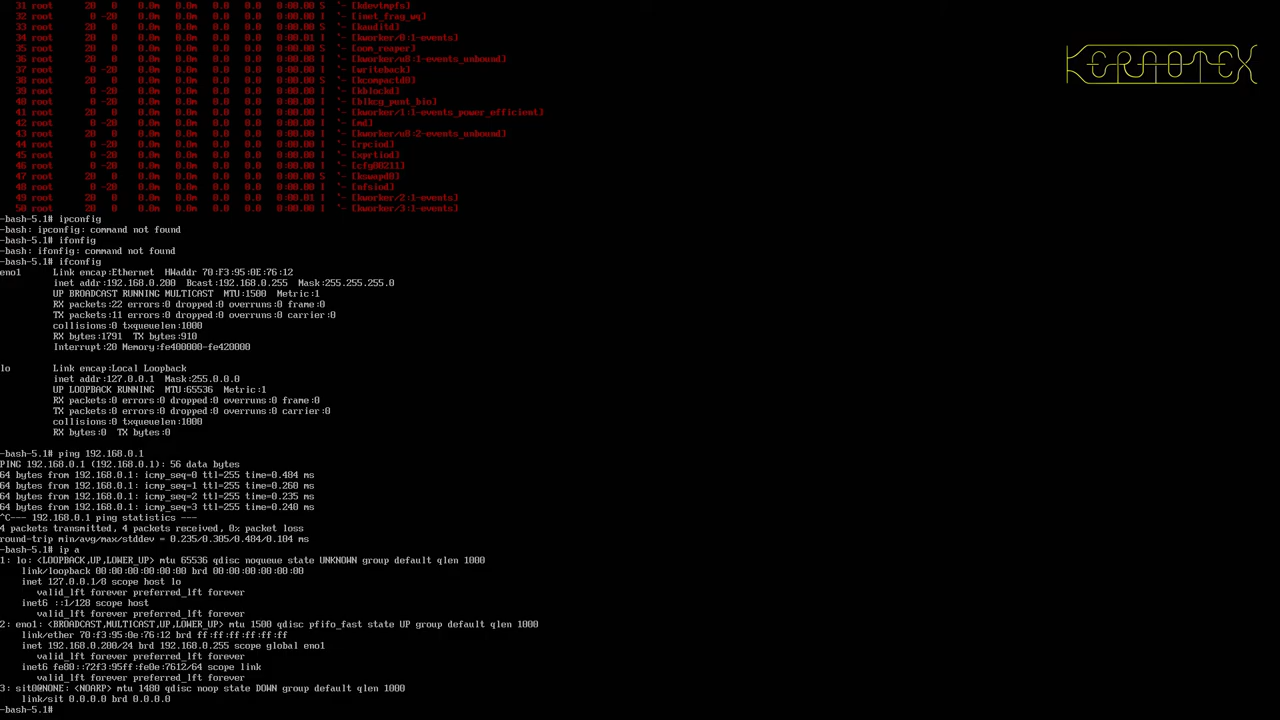 31 root 20 0 0.0m 0.0m 0.0 0.0 0:00.00 S `- [kdevtmpfs]
32 root 0 -20 0.0m 0.0m 0.0 0.0 0:00.00 I `- [inet_frag_wq]
33 root 20 0 0.0m 0.0m 0.0 0.0 0:00.00 S `- [kauditd]
34 root 20 0 0.0m 0.0m 0.0 0.0 0:00.01 I `- [kworker/0:1-events]
35 root 20 0 0.0m 0.0m 0.0 0.0 0:00.00 S `- [oom_reaper]
36 root 20 0 0.0m 0.0m 0.0 0.0 0:00.00 I `- [kworker/u8:1-events_unbound]
37 root 0 -20 0.0m 0.0m 0.0 0.0 0:00.00 I `- [writeback]
38 root 20 0 0.0m 0.0m 0.0 0.0 0:00.00 S `- [kcompactd0]
39 root 0 -20 0.0m 0.0m 0.0 0.0 0:00.00 I `- [kblockd]
40 root 0 -20 0.0m 0.0m 0.0 0.0 0:00.00 I `- [blkcg_punt_bio]
41 root 20 0 0.0m 0.0m 0.0 0.0 0:00.00 I `- [kworker/1:1-events_power_efficient]
42 root 0 -20 0.0m 0.0m 0.0 0.0 0:00.00 I `- [md]
43 root 20 0 0.0m 0.0m 0.0 0.0 0:00.00 I `- [kworker/u8:2-events_unbound]
44 root 0 -20 0.0m 0.0m 0.0 0.0 0:00.00 I `- [rpciod]
45 root 0 -20 0.0m 0.0m 0.0 0.0 0:00.00 I `- [xprtiod]
46 root 0 -20 0.0m 0.0m 0.0 0.0 0:00.00 I `- [cfg80211]
47 root 20 0 0.0m 0.0m 0.0 0.0 0:00.00 S `- [kswapd0]
48 root 0 -20 0.0m 0.0m 0.0 0.0 0:00.00 I `- [nfsiod]
49 root 20 0 0.0m 0.0m 0.0 0.0 0:00.01 I `- [kworker/2:1-events]
50 root 20 0 0.0m 0.0m 0.0 0.0 0:00.00 I `- [kworker/3:1-events]
KERAOTEX
-bash-5.1# ipconfig
-bash: ipconfig: command not found
-bash-5.1# ifonfig
-bash: ifonfig: command not found
-bash-5.1# ifconfig
eno1 Link encap:Ethernet HWaddr 70:F3:95:0E:76:12
inet addr:192.168.0.200 Bcast:192.168.0.255 Mask:255.255.255.0
UP BROADCAST RUNNING MULTICAST MTU:1500 Metric:1
RX packets:22 errors:0 dropped:0 overruns:0 frame:0
TX packets:11 errors:0 dropped:0 overruns:0 carrier:0
collisions:0 txqueuelen:1000
RX bytes:1791 TX bytes:910
Interrupt:20 Memory:fe400000-fe420000
lo Link encap:Local Loopback
inet addr:127.0.0.1 Mask:255.0.0.0
UP LOOPBACK RUNNING MTU:65536 Metric:1
RX packets:0 errors:0 dropped:0 overruns:0 frame:0
TX packets:0 errors:0 dropped:0 overruns:0 carrier:0
collisions:0 txqueuelen:1000
RX bytes:0 TX bytes:0
-bash-5.1# ping 192.168.0.1
PING 192.168.0.1 (192.168.0.1): 56 data bytes
64 bytes from 192.168.0.1: icmp_seq=0 ttl=255 time=0.484 ms
64 bytes from 192.168.0.1: icmp_seq=1 ttl=255 time=0.260 ms
64 bytes from 192.168.0.1: icmp_seq=2 ttl=255 time=0.235 ms
64 bytes from 192.168.0.1: icmp_seq=3 ttl=255 time=0.240 ms
^C--- 192.168.0.1 ping statistics ---
4 packets transmitted, 4 packets received, 0% packet loss
round-trip min/avg/max/stddev = 0.235/0.305/0.484/0.104 ms
-bash-5.1# ip a
1: lo: <LOOPBACK,UP,LOWER_UP> mtu 65536 qdisc noqueue state UNKNOWN group default qlen 1000
link/loopback 00:00:00:00:00:00 brd 00:00:00:00:00:00
inet 127.0.0.1/8 scope host lo
valid_lft forever preferred_lft forever
inet6 ::1/128 scope host
valid_lft forever preferred_lft forever
2: eno1: <BROADCAST,MULTICAST,UP,LOWER_UP> mtu 1500 qdisc pfifo_fast state UP group default qlen 1000
link/ether 70:f3:95:0e:76:12 brd ff:ff:ff:ff:ff:ff
inet 192.168.0.200/24 brd 192.168.0.255 scope global eno1
valid_lft forever preferred_lft forever
inet6 fe80::72f3:95ff:fe0e:7612/64 scope link
valid_lft forever preferred_lft forever
3: sit0@NONE: <NOARP> mtu 1480 qdisc noop state DOWN group default qlen 1000
link/sit 0.0.0.0 brd 0.0.0.0
-bash-5.1#